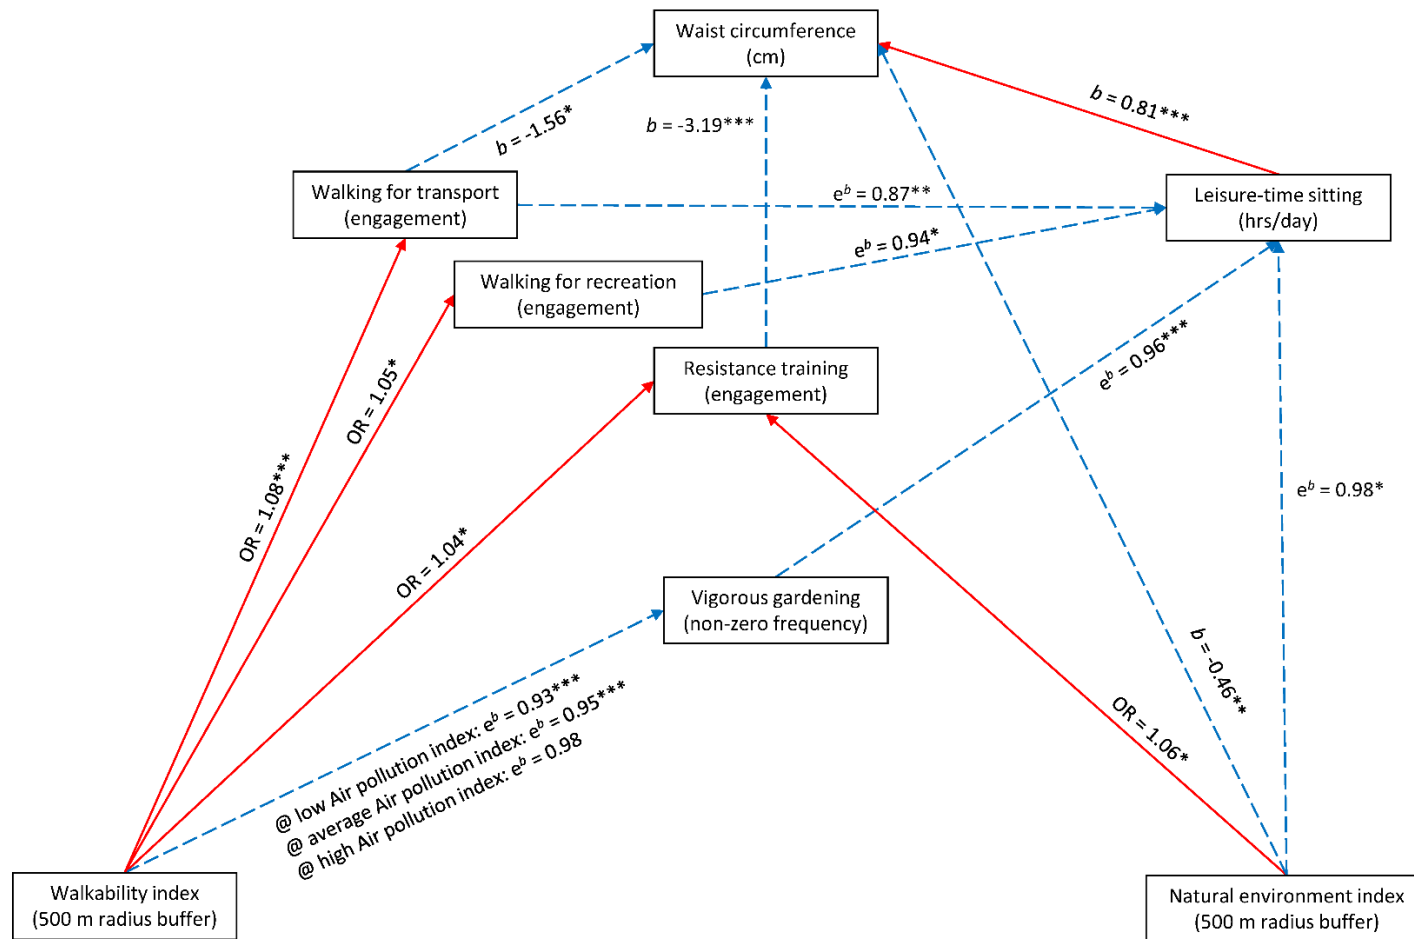 Waist circumference
(cm)
b = 0.81***
b = -1.56*
b = -3.19***
Walking for transport
(engagement)
e^b = 0.87**
Leisure-time sitting
(hrs/day)
e^b = 0.94*
Walking for recreation
(engagement)
OR = 1.05*
Resistance training
(engagement)
e^b = 0.96***
OR = 1.08***
OR = 1.04*
e^b = 0.98*
Vigorous gardening
(non-zero frequency)
b = -0.46**
OR = 1.06*
@ low Air pollution index: e^b = 0.93***
@ average Air pollution index: e^b = 0.95***
@ high Air pollution index: e^b = 0.98
Walkability index
(500 m radius buffer)
Natural environment index
(500 m radius buffer)